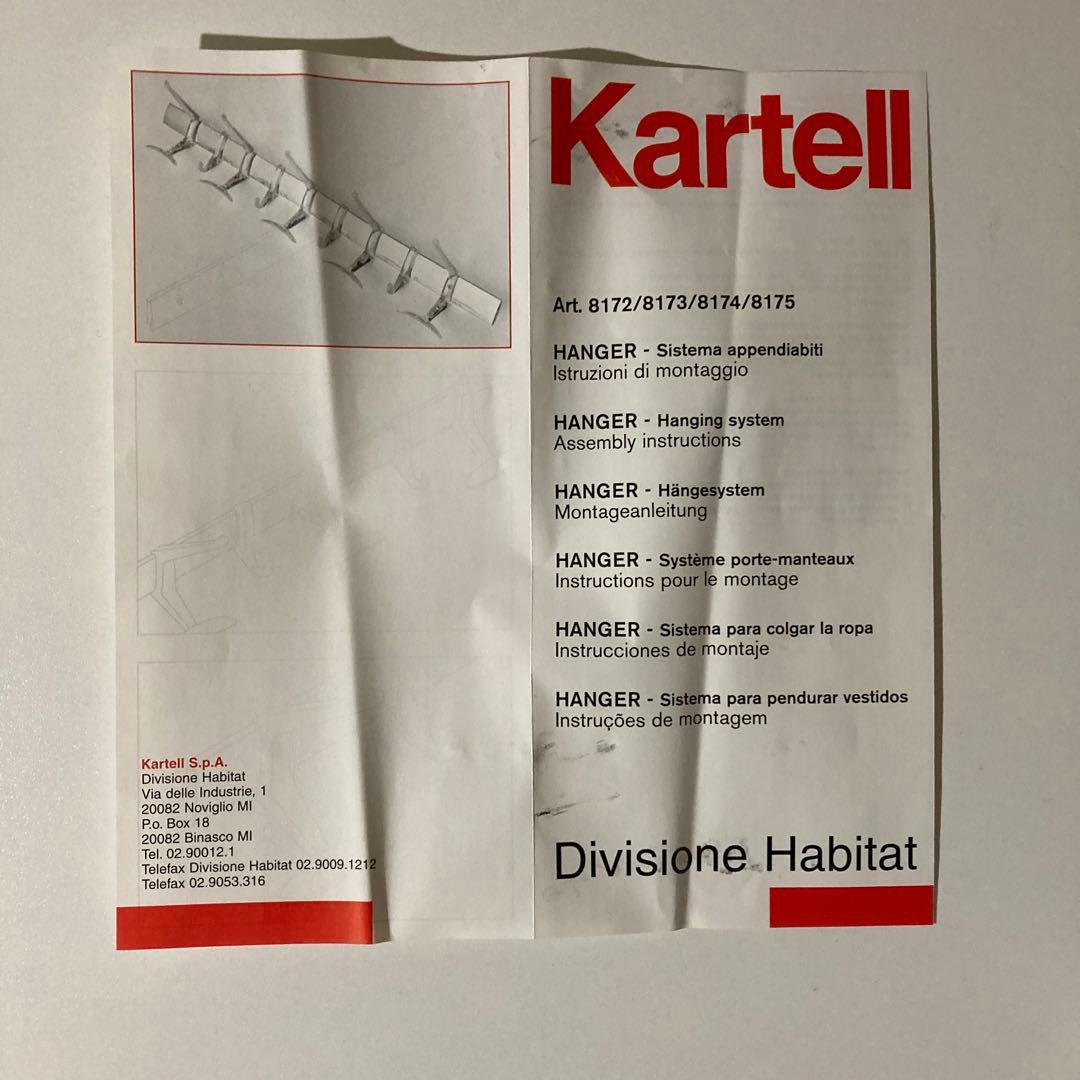 Kartell
Art. 8172/8173/8174/8175
HANGER - Sistema appendiabiti
Istruzioni di montaggio
HANGER - Hanging system
Assembly instructions
HANGER - Hängesystem
Montageanleitung
HANGER - Système porte-manteaux
Instructions pour le montage
HANGER - Sistema para colgar la ropa
Instrucciones de montaje
HANGER - Sistema para pendurar vestidos
Instruções de montagem
Divisione Habitat
Kartell S.p.A.
Divisione Habitat
Via delle Industrie, 1
20082 Noviglio MI
P.o. Box 18
20082 Binasco MI
Tel. 02.90012.1
Telefax Divisione Habitat 02.9009.1212
Telefax 02.9053.316